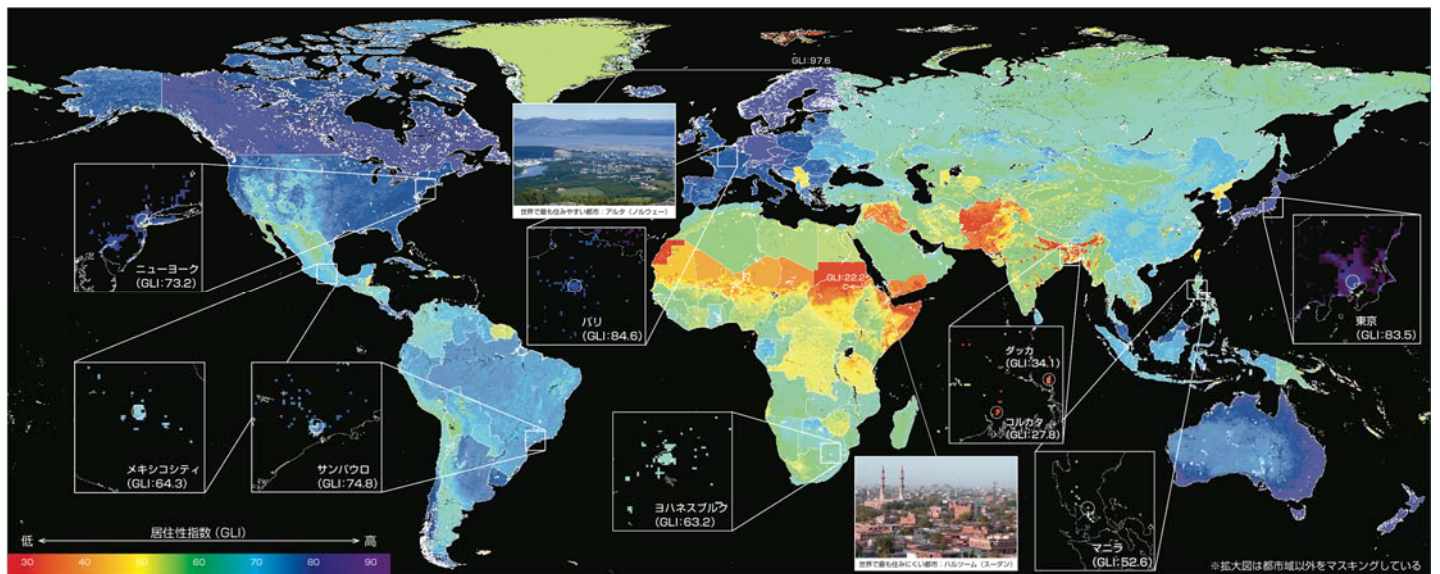 GLI:97.6
世界で最も住みやすい都市：アルタ（ノルウェー）
ニューヨーク
(GLI:73.2)
パリ
(GLI:84.6)
GLI:22.2
東京
(GLI:83.5)
ダッカ
(GLI:34.1)
コルカタ
(GLI:27.8)
メキシコシティ
(GLI:64.3)
サンパウロ
(GLI:74.8)
ヨハネスブルク
(GLI:63.2)
世界で最も住みにくい都市：ハルツーム（スーダン）
マニラ
(GLI:52.6)
居住性指数 (GLI)
低 高
30 40 50 60 70 80 90
※拡大図は都市域以外をマスキングしている